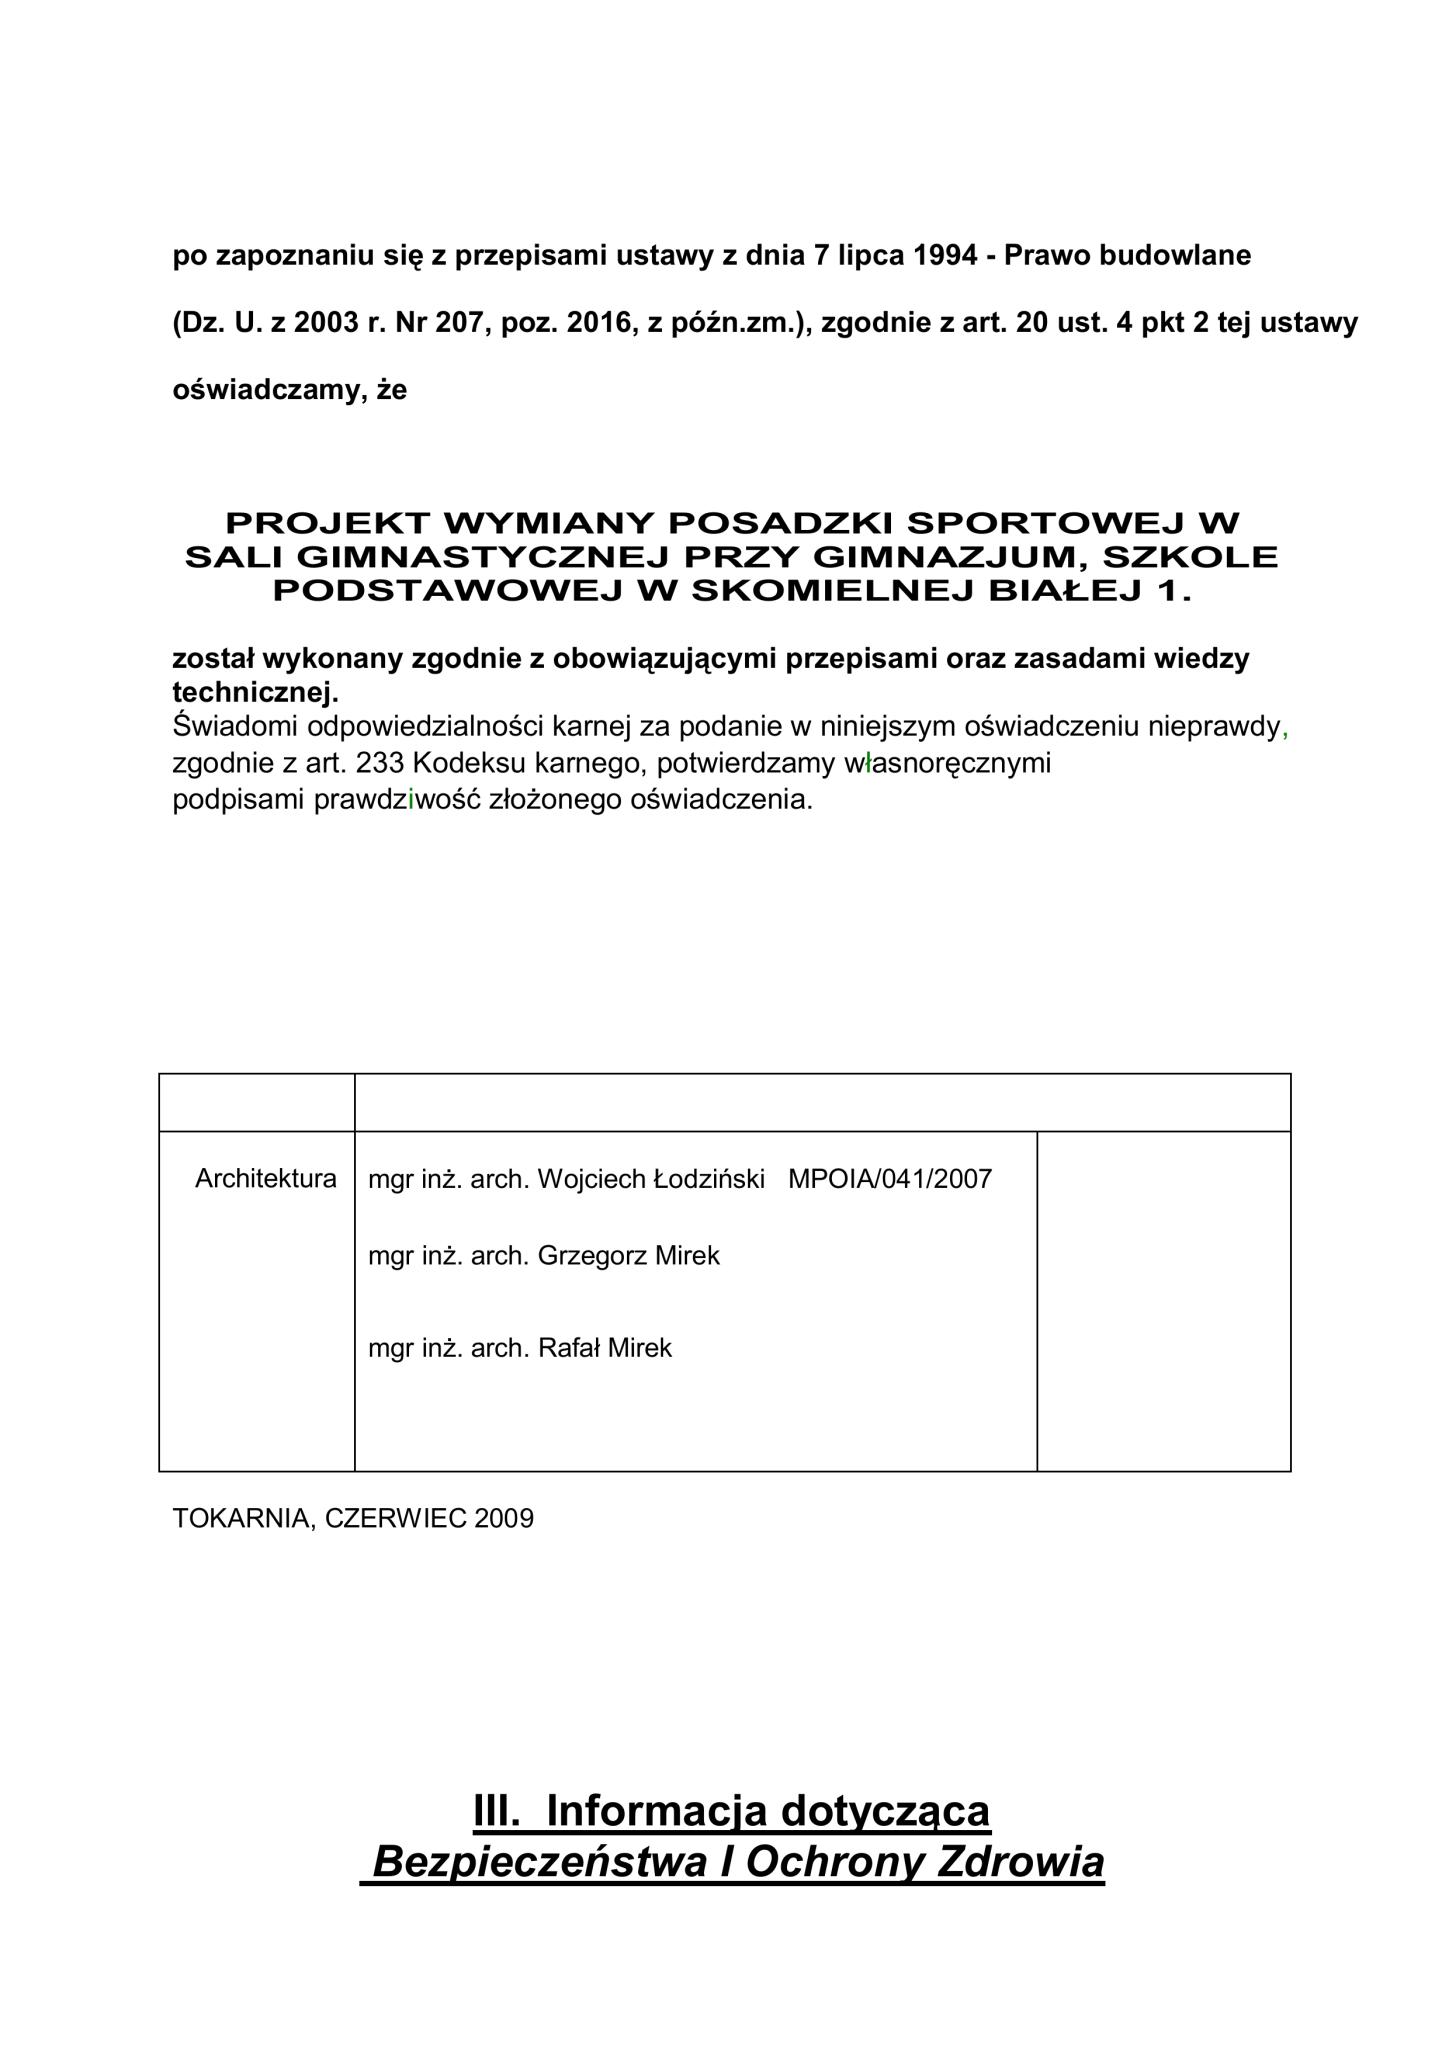 po zapoznaniu się z przepisami ustawy z dnia 7 lipca 1994 - Prawo budowlane
(Dz. U. z 2003 r. Nr 207, poz. 2016, z późn.zm.), zgodnie z art. 20 ust. 4 pkt 2 tej ustawy
oświadczamy, że
PROJEKT WYMIANY POSADZKI SPORTOWEJ W
SALI GIMNASTYCZNEJ PRZY GIMNAZJUM, SZKOLE
PODSTAWOWEJ W SKOMIELNEJ BIAŁEJ 1.
został wykonany zgodnie z obowiązującymi przepisami oraz zasadami wiedzy
technicznej.
Świadomi odpowiedzialności karnej za podanie w niniejszym oświadczeniu nieprawdy,
zgodnie z art. 233 Kodeksu karnego, potwierdzamy własnoręcznymi
podpisami prawdziwość złożonego oświadczenia.
Architektura mgr inż. arch. Wojciech Łodziński MPOIA/041/2007
mgr inż. arch. Grzegorz Mirek
mgr inż. arch. Rafał Mirek
TOKARNIA, CZERWIEC 2009
III. Informacja dotycząca
Bezpieczeństwa I Ochrony Zdrowia